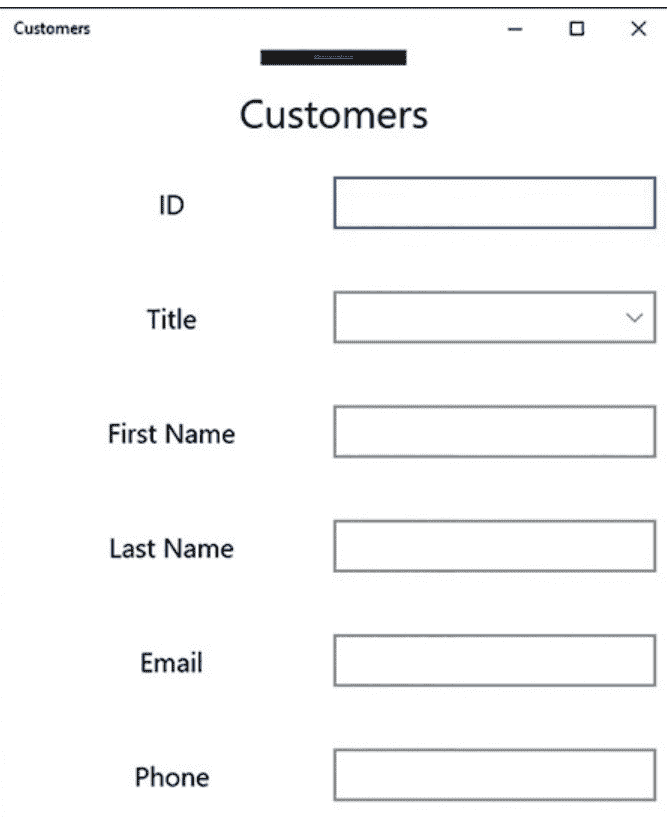 Customers
Customers
ID
Title
First Name
Last Name
Email
Phone